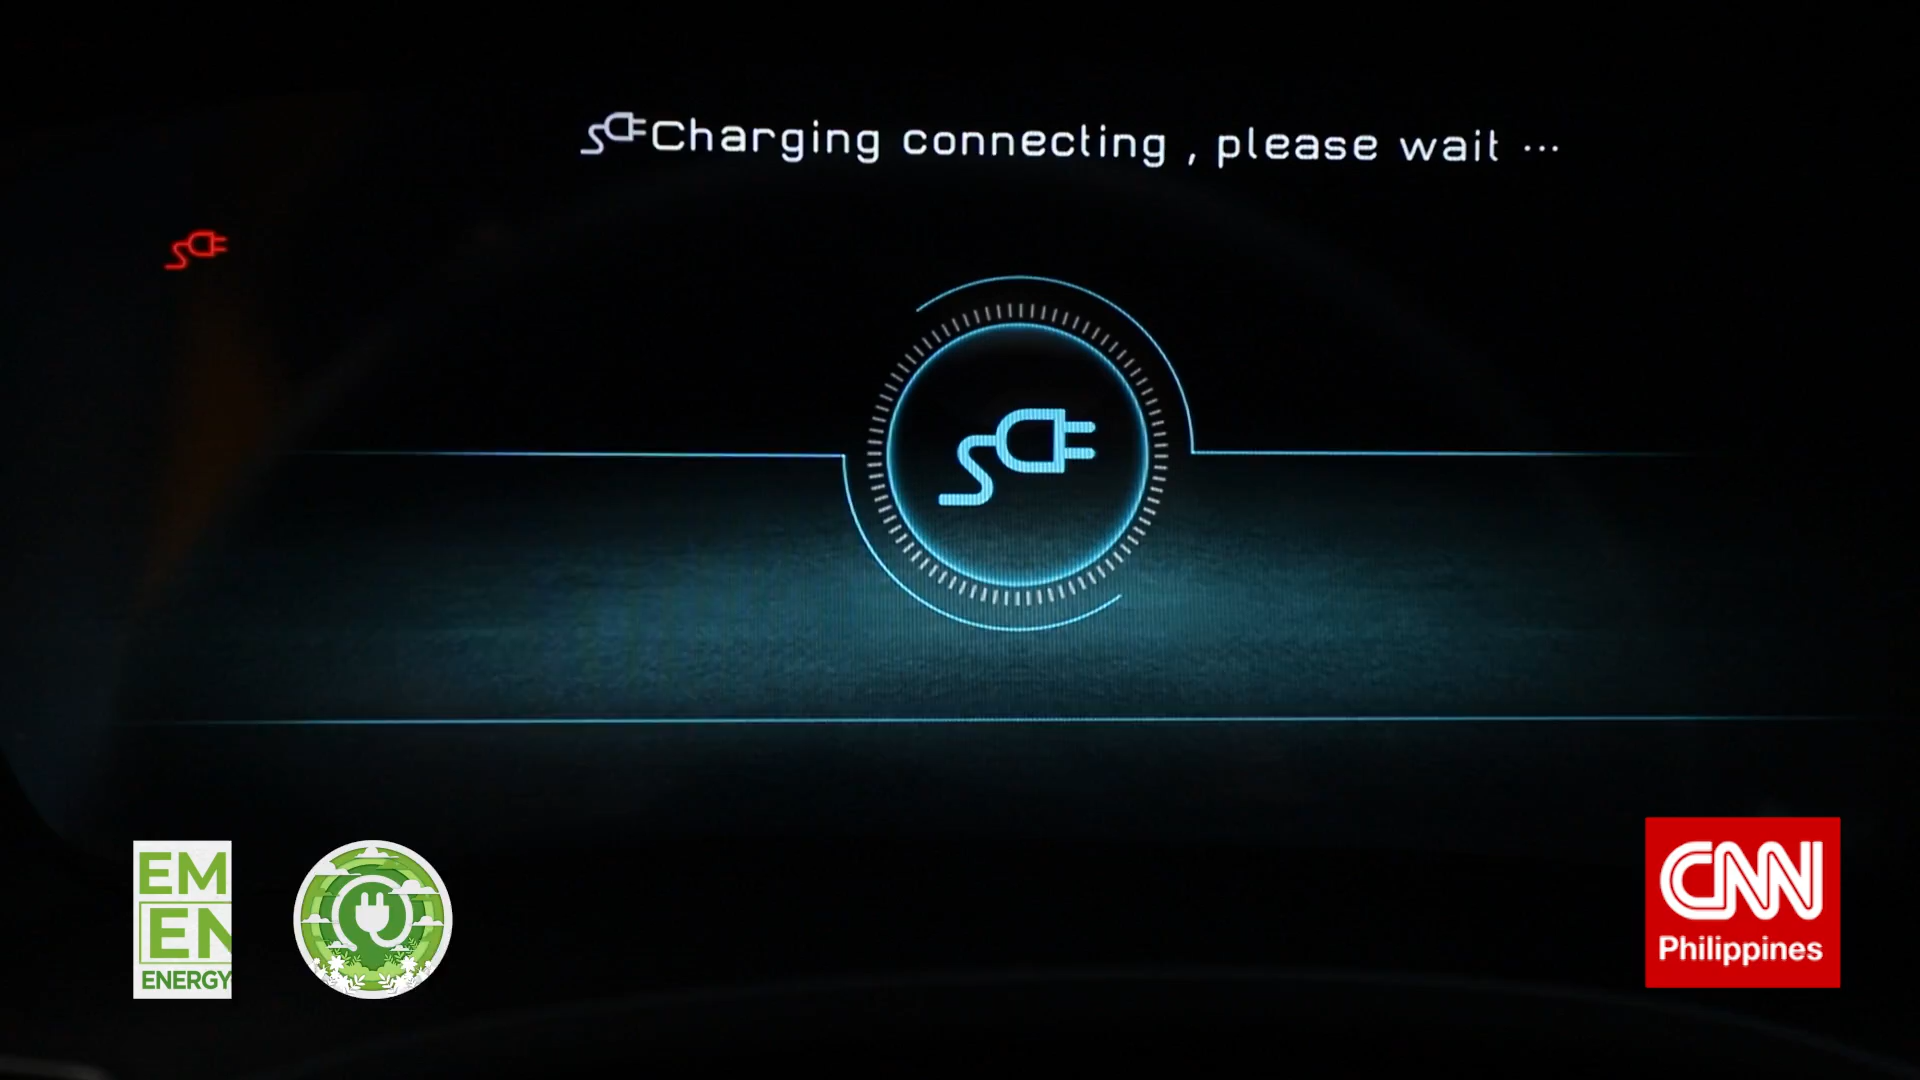 Charging connecting , please wait ...
EM
EN
ENERGY
CNN
Philippines